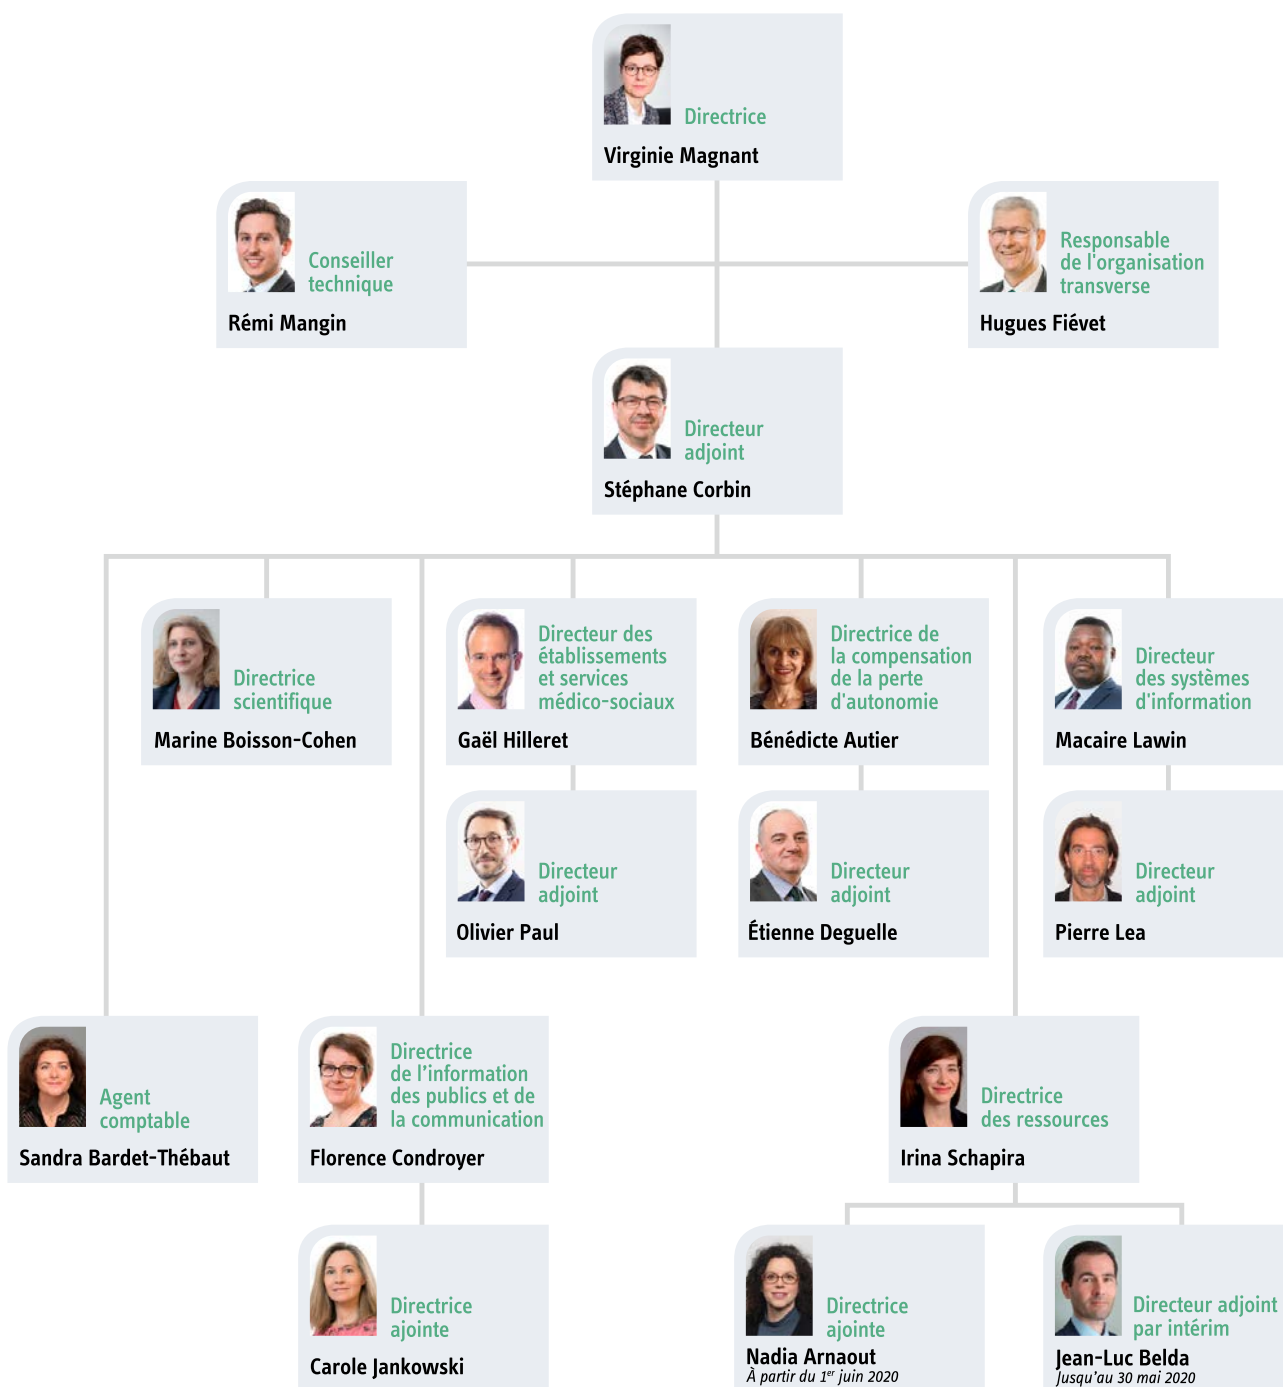 Directrice
Virginie Magnant
Conseiller
technique
Rémi Mangin
Responsable
de l'organisation
transverse
Hugues Fiévet
Directeur
adjoint
Stéphane Corbin
Directrice
scientifique
Marine Boisson-Cohen
Directeur des
établissements
et services
médico-sociaux
Gaël Hilleret
Directrice de
la compensation
de la perte
d'autonomie
Bénédicte Autier
Directeur
des systèmes
d'information
Macaire Lawin
Directeur
adjoint
Olivier Paul
Directeur
adjoint
Étienne Deguelle
Directeur
adjoint
Pierre Lea
Agent
comptable
Sandra Bardet-Thébaut
Directrice
de l’information
des publics et de
la communication
Florence Condroyer
Directrice
des ressources
Irina Schapira
Directrice
ajointe
Carole Jankowski
Directrice
ajointe
Nadia Arnaout
À partir du 1er juin 2020
Directeur adjoint
par intérim
Jean-Luc Belda
Jusqu’au 30 mai 2020